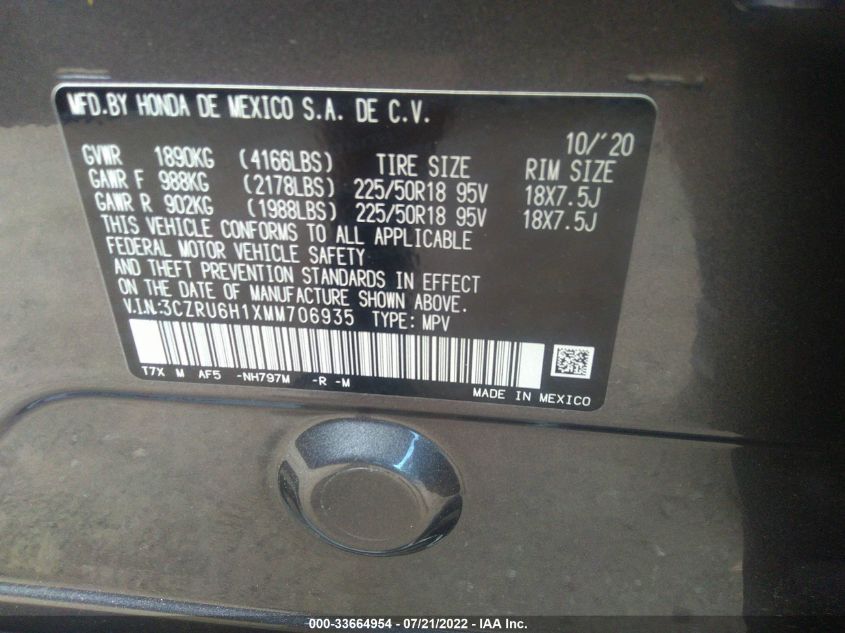 MFD.BY HONDA DE MEXICO S.A. DE C.V.
10/'20
GVWR 1890KG (4166LBS) TIRE SIZE RIM SIZE
GAWR F 988KG (2178LBS) 225/50R18 95V 18X7.5J
GAWR R 902KG (1988LBS) 225/50R18 95V 18X7.5J
THIS VEHICLE CONFORMS TO ALL APPLICABLE
FEDERAL MOTOR VEHICLE SAFETY
AND THEFT PREVENTION STANDARDS IN EFFECT
ON THE DATE OF MANUFACTURE SHOWN ABOVE.
V.I.N:3CZRU6H1XMM706935 TYPE: MPV
T7X M AF5 -NH797M -R -M
MADE IN MEXICO
000-33664954 - 07/21/2022 - IAA Inc.